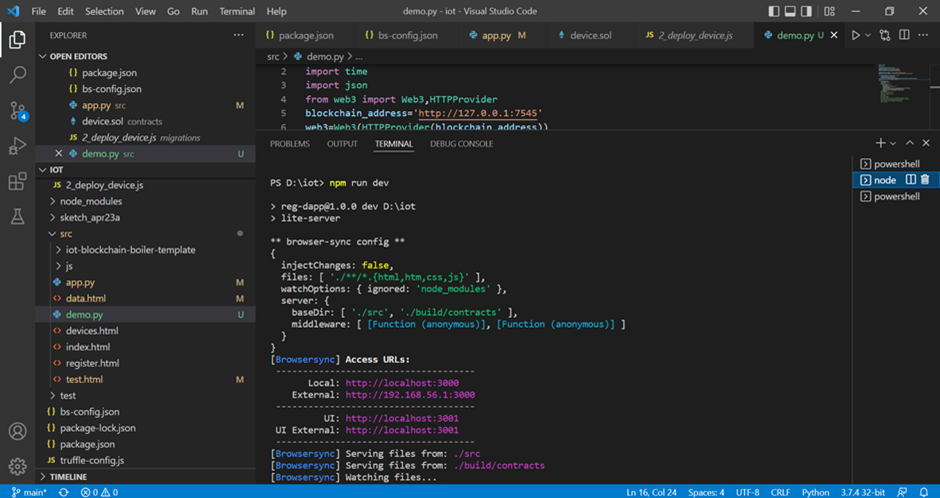 File Edit Selection View Go Run Terminal Help demo.py - iot - Visual Studio Code
EXPLORER
OPEN EDITORS
package.json
bs-config.json
app.py src M
device.sol contracts
2_deploy_device.js migrations
demo.py src U
IOT
2_deploy_device.js
node_modules
sketch_apr23a
src
iot-blockchain-boiler-template
js
app.py M
data.html M
demo.py U
devices.html
index.html
register.html
test.html M
test
bs-config.json
package-lock.json
package.json
truffle-config.js
TIMELINE
4
package.json bs-config.json app.py M device.sol 2_deploy_device.js demo.py U
src > demo.py > ...
2 import time
3 import json
4 from web3 import Web3,HTTPProvider
5 blockchain_address='http://127.0.0.1:7545'
6 web3=Web3(HTTPProvider(blockchain_address))
PROBLEMS OUTPUT TERMINAL DEBUG CONSOLE
PS D:\iot> npm run dev
> reg-dapp@1.0.0 dev D:\iot
> lite-server
** browser-sync config **
{
injectChanges: false,
files: [ './**/*.{html,htm,css,js}' ],
watchOptions: { ignored: 'node_modules' },
server: {
baseDir: [ './src', './build/contracts' ],
middleware: [ [Function (anonymous)], [Function (anonymous)] ]
}
}
[Browsersync] Access URLs:
-----------------------------------
Local: http://localhost:3000
External: http://192.168.56.1:3000
-----------------------------------
UI: http://localhost:3001
UI External: http://localhost:3001
-----------------------------------
[Browsersync] Serving files from: ./src
[Browsersync] Serving files from: ./build/contracts
[Browsersync] Watching files...
powershell
node
powershell
main* 0 0 Ln 16, Col 24 Spaces: 4 UTF-8 CRLF Python 3.7.4 32-bit